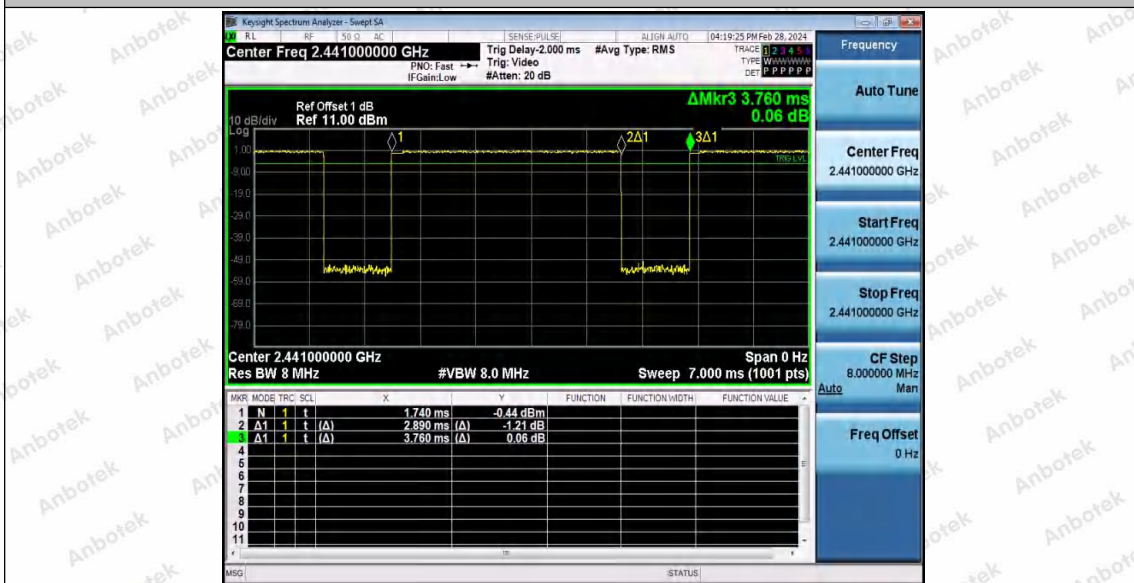 Keysight Spectrum Analyzer - Swept SA
RL RF 50 Ω AC SENSE:PULSE ALIGN AUTO 04:19:25 PM Feb 28, 2024
Center Freq 2.441000000 GHz
PNO: Fast
IFGain:Low
Trig Delay-2.000 ms
Trig: Video
#Atten: 20 dB
#Avg Type: RMS
TRACE 1 2 3 4 5 6
TYPE WWWWWW
DET P P P P P P
Frequency
ΔMkr3 3.760 ms
0.06 dB
Ref Offset 1 dB
10 dB/div Ref 11.00 dBm
Log
1 2Δ1 3Δ1
TRIG LVL
1.00
-9.00
-19.0
-29.0
-39.0
-49.0
-59.0
-69.0
-79.0
Center 2.441000000 GHz Span 0 Hz
Res BW 8 MHz #VBW 8.0 MHz Sweep 7.000 ms (1001 pts)
MKR MODE TRC SCL X Y FUNCTION FUNCTION WIDTH FUNCTION VALUE
1 N 1 t 1.740 ms -0.44 dBm
2 Δ1 1 t (Δ) 2.890 ms (Δ) -1.21 dB
3 Δ1 1 t (Δ) 3.760 ms (Δ) 0.06 dB
4
5
6
7
8
9
10
11
MSG STATUS
Auto Tune
Center Freq
2.441000000 GHz
Start Freq
2.441000000 GHz
Stop Freq
2.441000000 GHz
CF Step
8.000000 MHz
Auto Man
Freq Offset
0 Hz
Anbotek